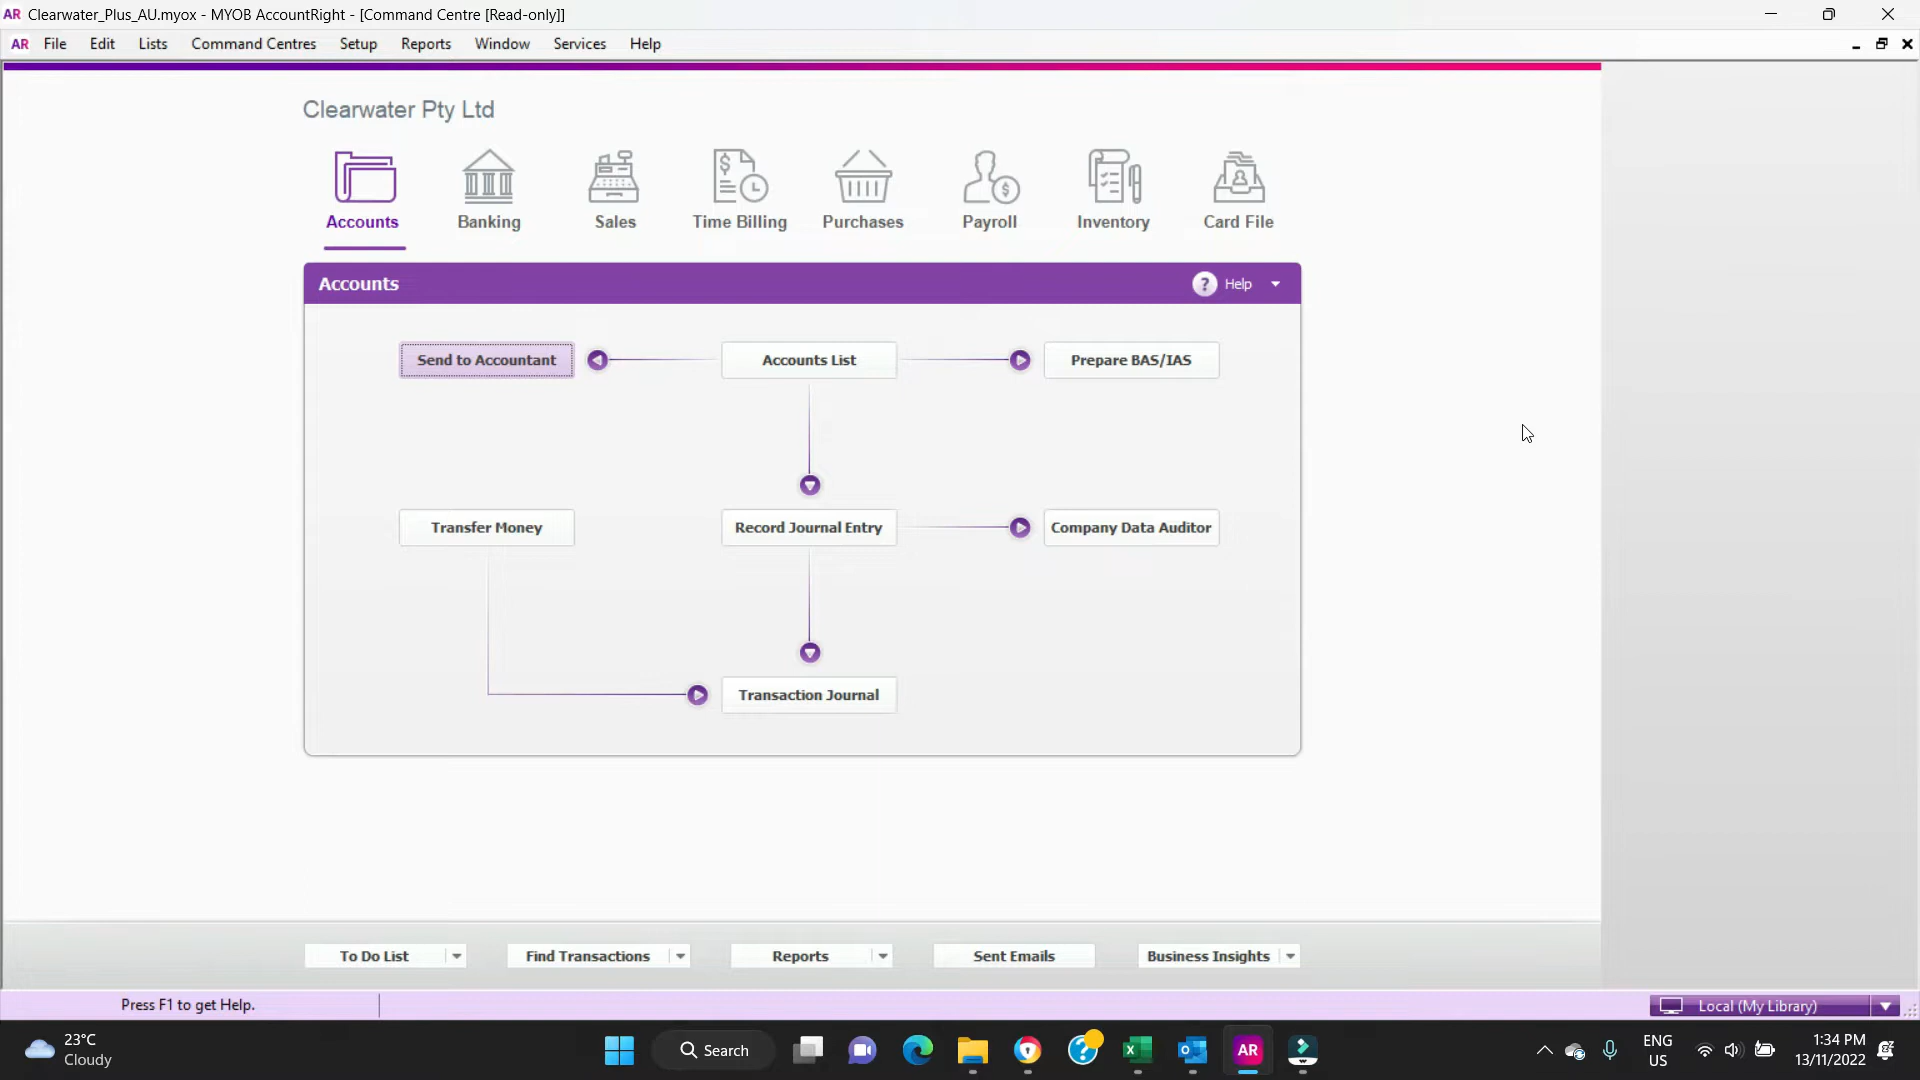 AR Clearwater_Plus_AU.myox - MYOB AccountRight - [Command Centre [Read-only]]
AR File Edit Lists Command Centres Setup Reports Window Services Help
Clearwater Pty Ltd
Accounts Banking Sales Time Billing Purchases Payroll Inventory Card File
Accounts ? Help
Send to Accountant Accounts List Prepare BAS/IAS
Transfer Money Record Journal Entry Company Data Auditor
Transaction Journal
To Do List Find Transactions Reports Sent Emails Business Insights
Press F1 to get Help. Local (My Library)
23°C
Cloudy
Search
AR
ENG
US
1:34 PM
13/11/2022